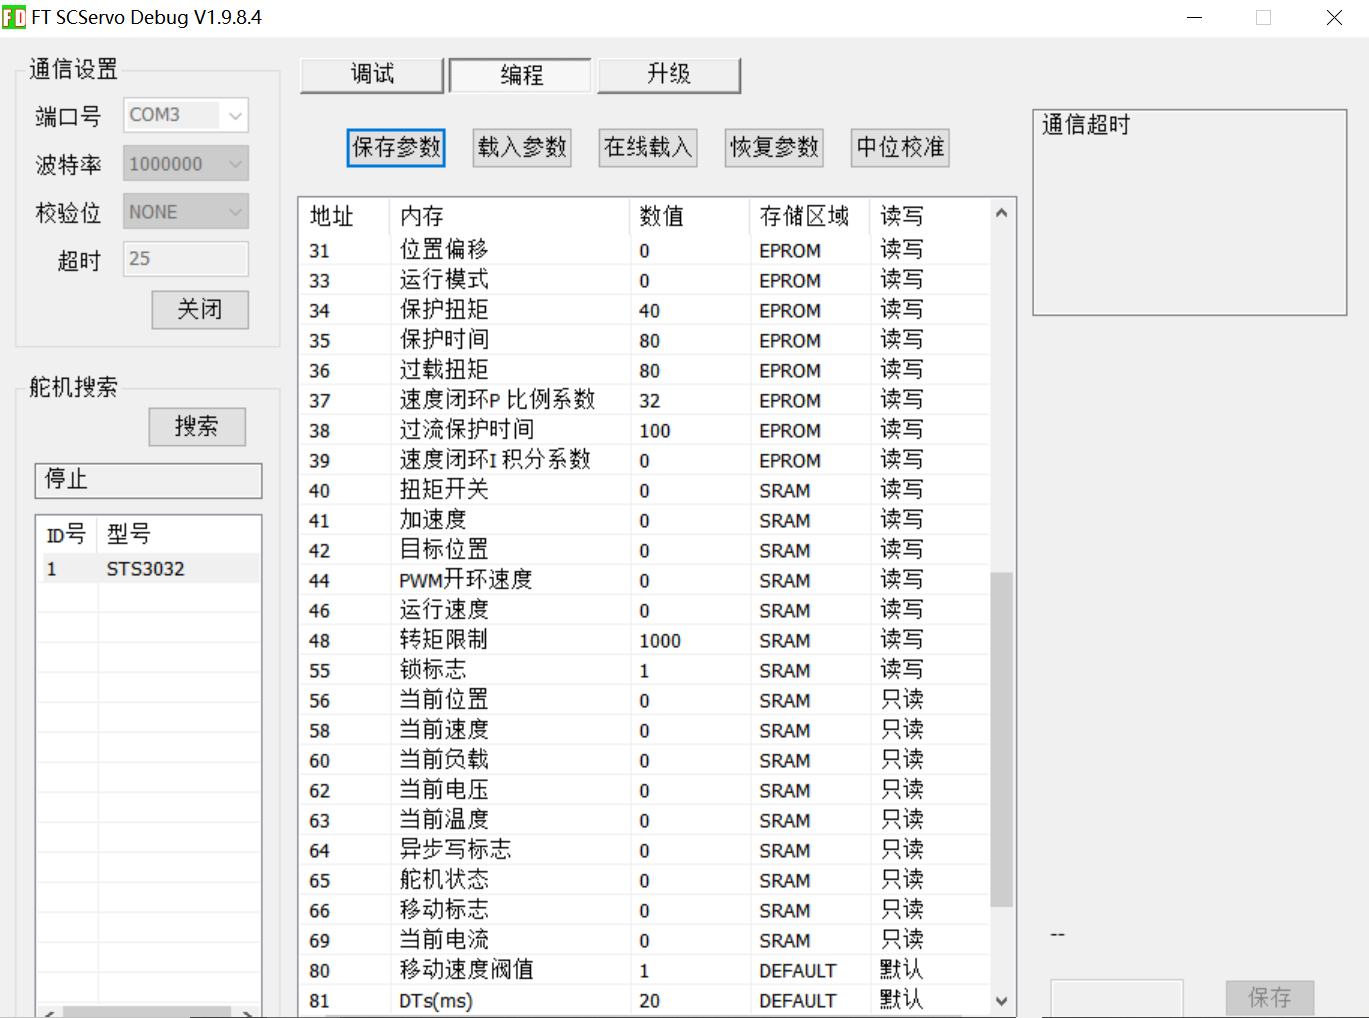 FD FT SCServo Debug V1.9.8.4
通信设置
端口号 COM3
波特率 1000000
校验位 NONE
超时 25
关闭
舵机搜索
搜索
停止
ID号 型号
1 STS3032
调试 编程 升级
保存参数 载入参数 在线载入 恢复参数 中位校准
地址 内存 数值 存储区域 读写
31 位置偏移 0 EPROM 读写
33 运行模式 0 EPROM 读写
34 保护扭矩 40 EPROM 读写
35 保护时间 80 EPROM 读写
36 过载扭矩 80 EPROM 读写
37 速度闭环P 比例系数 32 EPROM 读写
38 过流保护时间 100 EPROM 读写
39 速度闭环I 积分系数 0 EPROM 读写
40 扭矩开关 0 SRAM 读写
41 加速度 0 SRAM 读写
42 目标位置 0 SRAM 读写
44 PWM开环速度 0 SRAM 读写
46 运行速度 0 SRAM 读写
48 转矩限制 1000 SRAM 读写
55 锁标志 1 SRAM 读写
56 当前位置 0 SRAM 只读
58 当前速度 0 SRAM 只读
60 当前负载 0 SRAM 只读
62 当前电压 0 SRAM 只读
63 当前温度 0 SRAM 只读
64 异步写标志 0 SRAM 只读
65 舵机状态 0 SRAM 只读
66 移动标志 0 SRAM 只读
69 当前电流 0 SRAM 只读
80 移动速度阀值 1 DEFAULT 默认
81 DTs(ms) 20 DEFAULT 默认
通信超时
--
保存